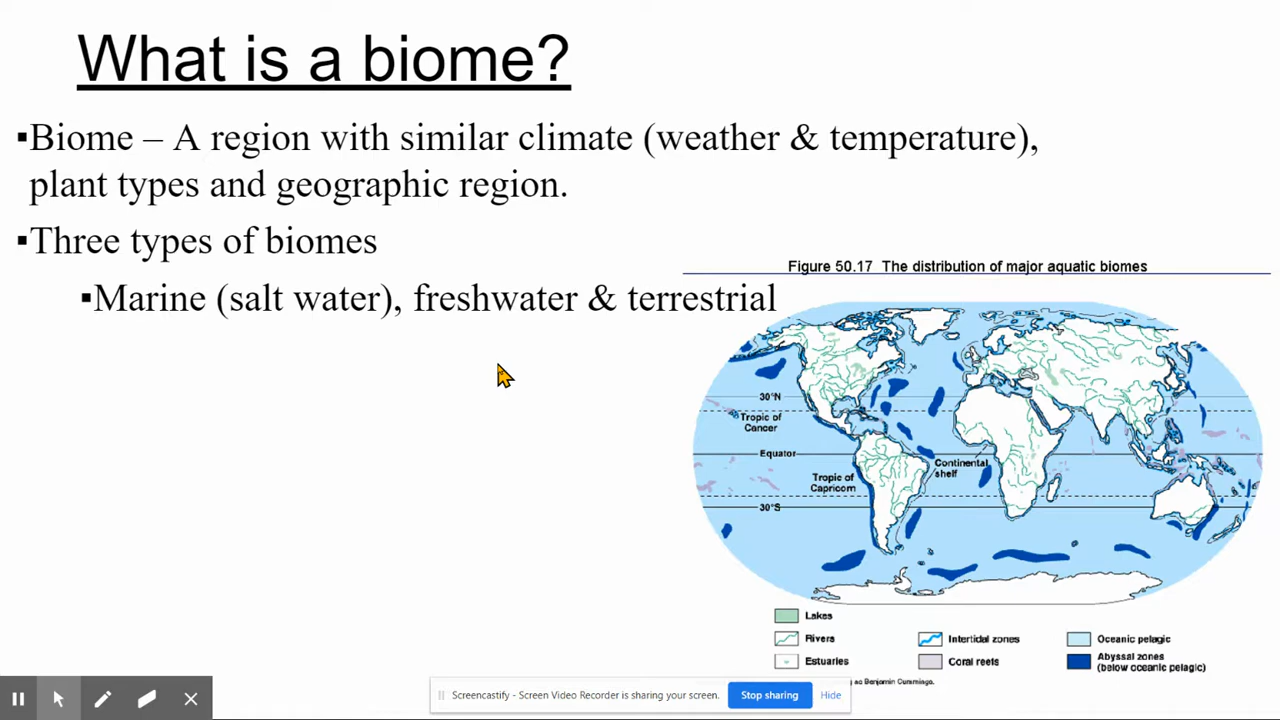 What is a biome?
▪Biome – A region with similar climate (weather & temperature),
plant types and geographic region.
▪Three types of biomes
▪Marine (salt water), freshwater & terrestrial
Figure 50.17 The distribution of major aquatic biomes
30°N
Tropic of
Cancer
Equator
Continental
shelf
Tropic of
Capricorn
30°S
Lakes
Rivers
Estuaries
Intertidal zones
Coral reefs
Oceanic pelagic
Abyssal zones
(below oceanic pelagic)
Benjamin Cummings.
Screencastify - Screen Video Recorder is sharing your screen.
Stop sharing
Hide